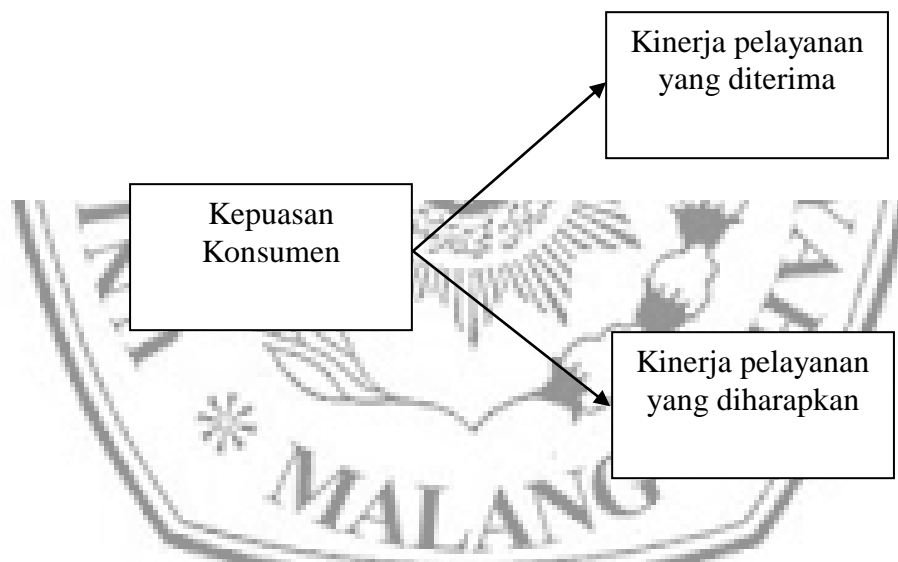 Kinerja pelayanan
yang diterima
Kepuasan
Konsumen
Kinerja pelayanan
yang diharapkan
MALANG